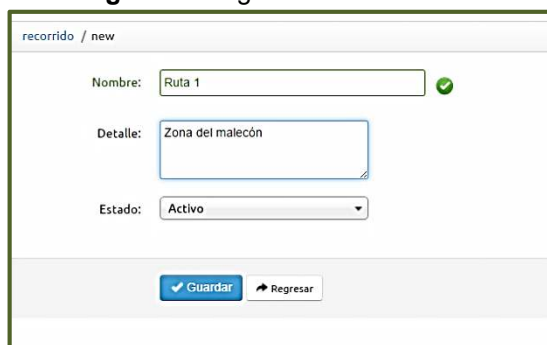 recorrido / new
Nombre: Ruta 1
Detalle: Zona del malecón
Estado: Activo
Guardar Regresar